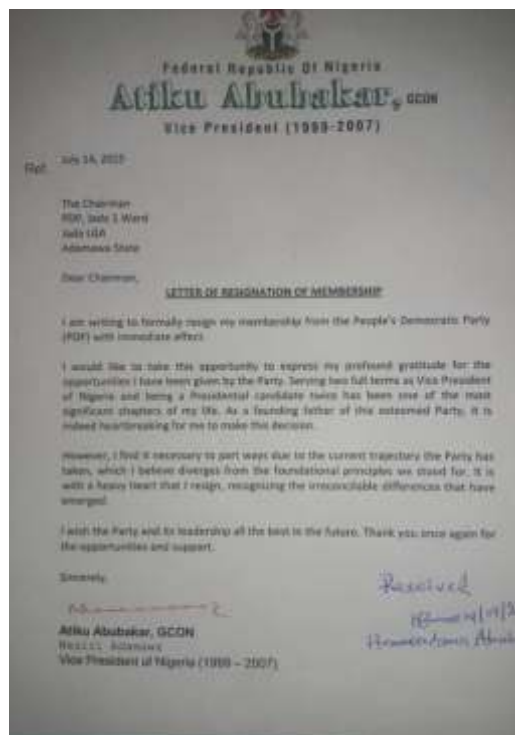 Federal Republic Of Nigeria
Atiku Abubakar, GCON
Vice President (1999-2007)
Ref:
July 14, 2025
The Chairman
PDP, Jada 1 Ward
Jada LGA
Adamawa State
Dear Chairman,
LETTER OF RESIGNATION OF MEMBERSHIP
I am writing to formally resign my membership from the People's Democratic Party
(PDP) with immediate effect.
I would like to take this opportunity to express my profound gratitude for the
opportunities I have been given by the Party. Serving two full terms as Vice President
of Nigeria and being a Presidential candidate twice has been one of the most
significant chapters of my life. As a founding father of this esteemed Party, it is
indeed heartbreaking for me to make this decision.
However, I find it necessary to part ways due to the current trajectory the Party has
taken, which I believe diverges from the foundational principles we stood for. It is
with a heavy heart that I resign, recognizing the irreconcilable differences that have
emerged.
I wish the Party and its leadership all the best in the future. Thank you once again for
the opportunities and support.
Sincerely,
Received
Atiku Abubakar, GCON
Waziri Adamawa
Vice President of Nigeria (1999 – 2007)